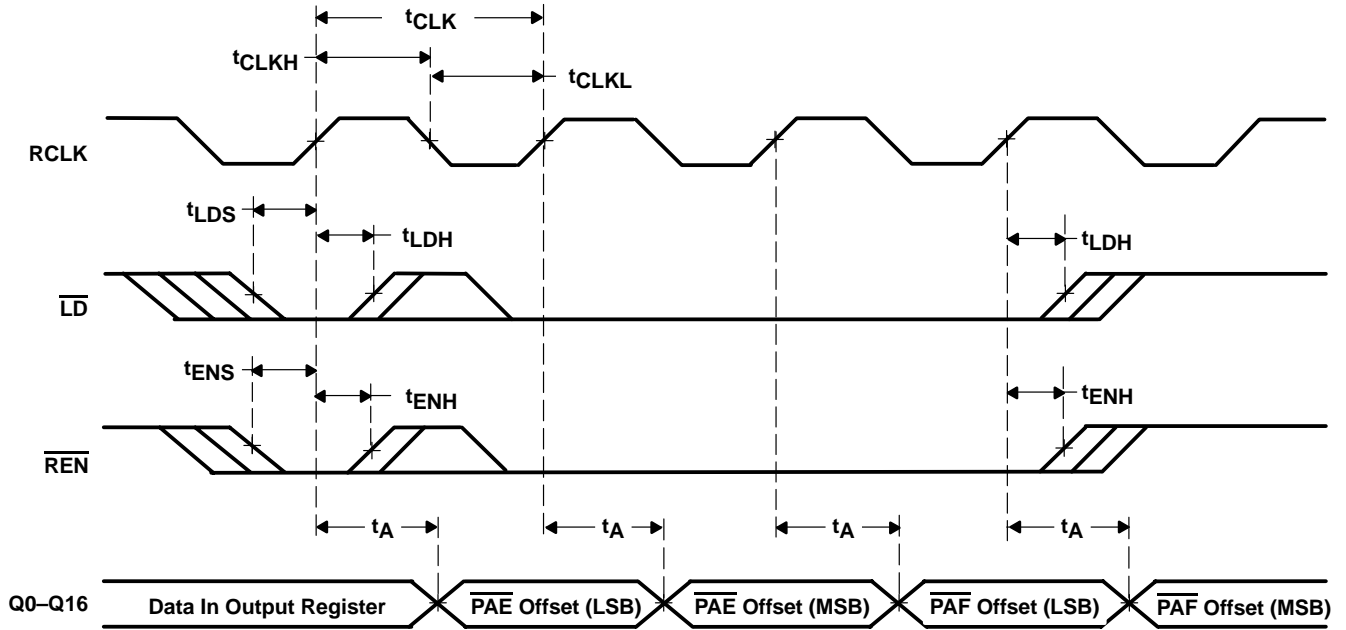 tCLK
tCLKH
tCLKL
RCLK
tLDS
tLDH
tLDH
LD
tENS
tENH
tENH
REN
tA
tA
tA
tA
Q0–Q16
Data In Output Register
PAE Offset (LSB)
PAE Offset (MSB)
PAF Offset (LSB)
PAF Offset (MSB)